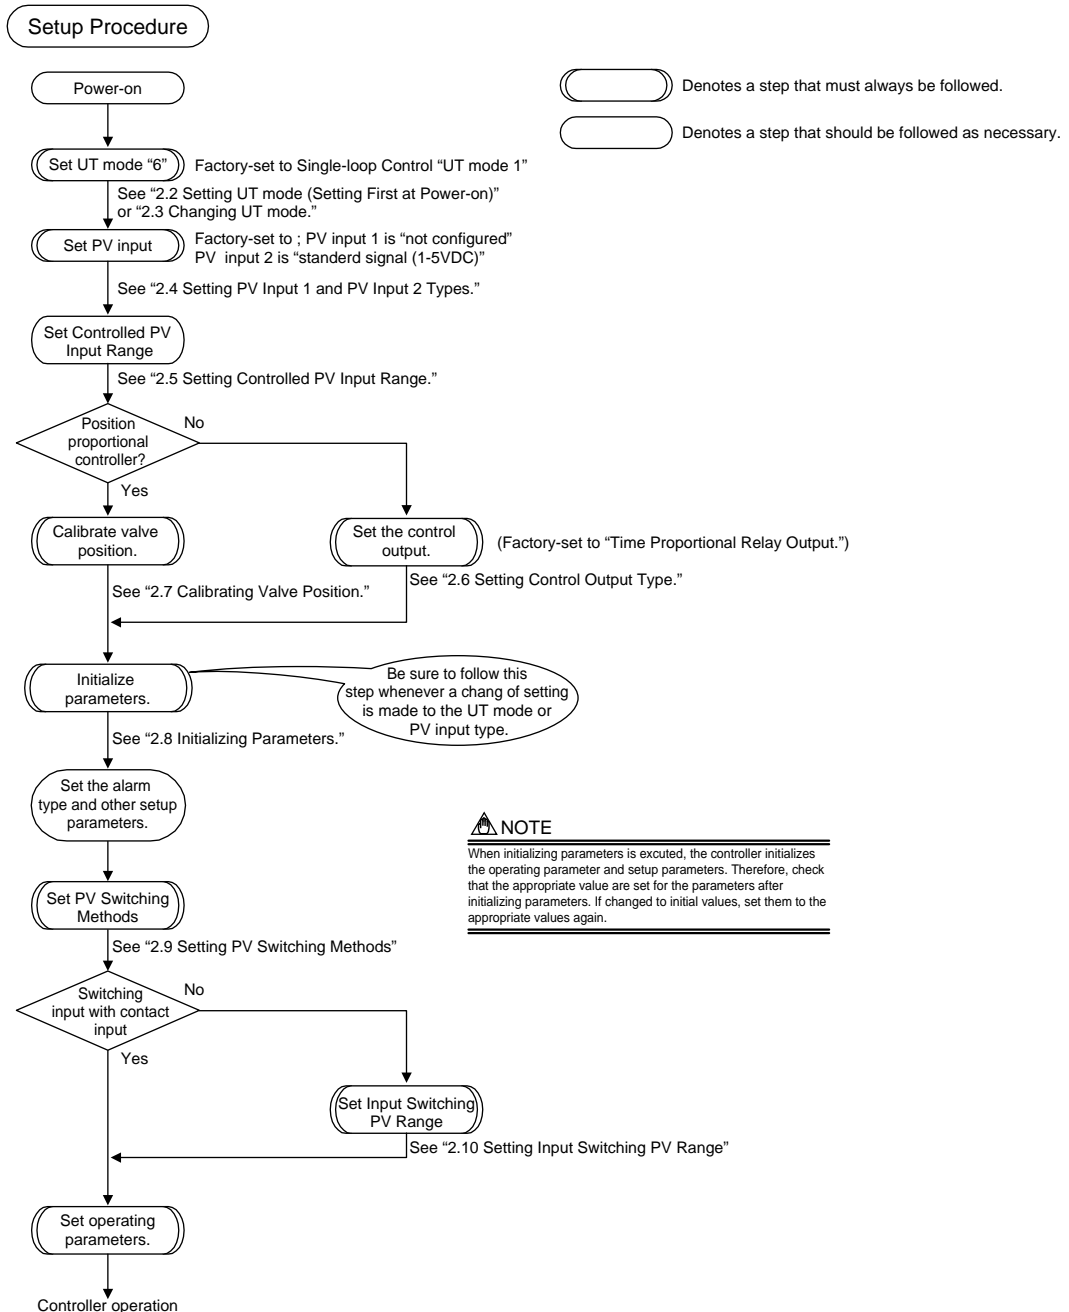 Setup Procedure
Power-on
Denotes a step that must always be followed.
Denotes a step that should be followed as necessary.
Set UT mode “6”
Factory-set to Single-loop Control “UT mode 1”
See “2.2 Setting UT mode (Setting First at Power-on)”
or “2.3 Changing UT mode.”
Set PV input
Factory-set to ; PV input 1 is “not configured”
PV input 2 is “standerd signal (1-5VDC)”
See “2.4 Setting PV Input 1 and PV Input 2 Types.”
Set Controlled PV
Input Range
See “2.5 Setting Controlled PV Input Range.”
Position
proportional
controller?
No
Yes
Calibrate valve
position.
Set the control
output.
(Factory-set to “Time Proportional Relay Output.”)
See “2.7 Calibrating Valve Position.”
See “2.6 Setting Control Output Type.”
Initialize
parameters.
Be sure to follow this
step whenever a chang of setting
is made to the UT mode or
PV input type.
See “2.8 Initializing Parameters.”
Set the alarm
type and other setup
parameters.
NOTE
When initializing parameters is excuted, the controller initializes
the operating parameter and setup parameters. Therefore, check
that the appropriate value are set for the parameters after
initializing parameters. If changed to initial values, set them to the
appropriate values again.
Set PV Switching
Methods
See “2.9 Setting PV Switching Methods”
Switching
input with contact
input
No
Yes
Set Input Switching
PV Range
See “2.10 Setting Input Switching PV Range”
Set operating
parameters.
Controller operation